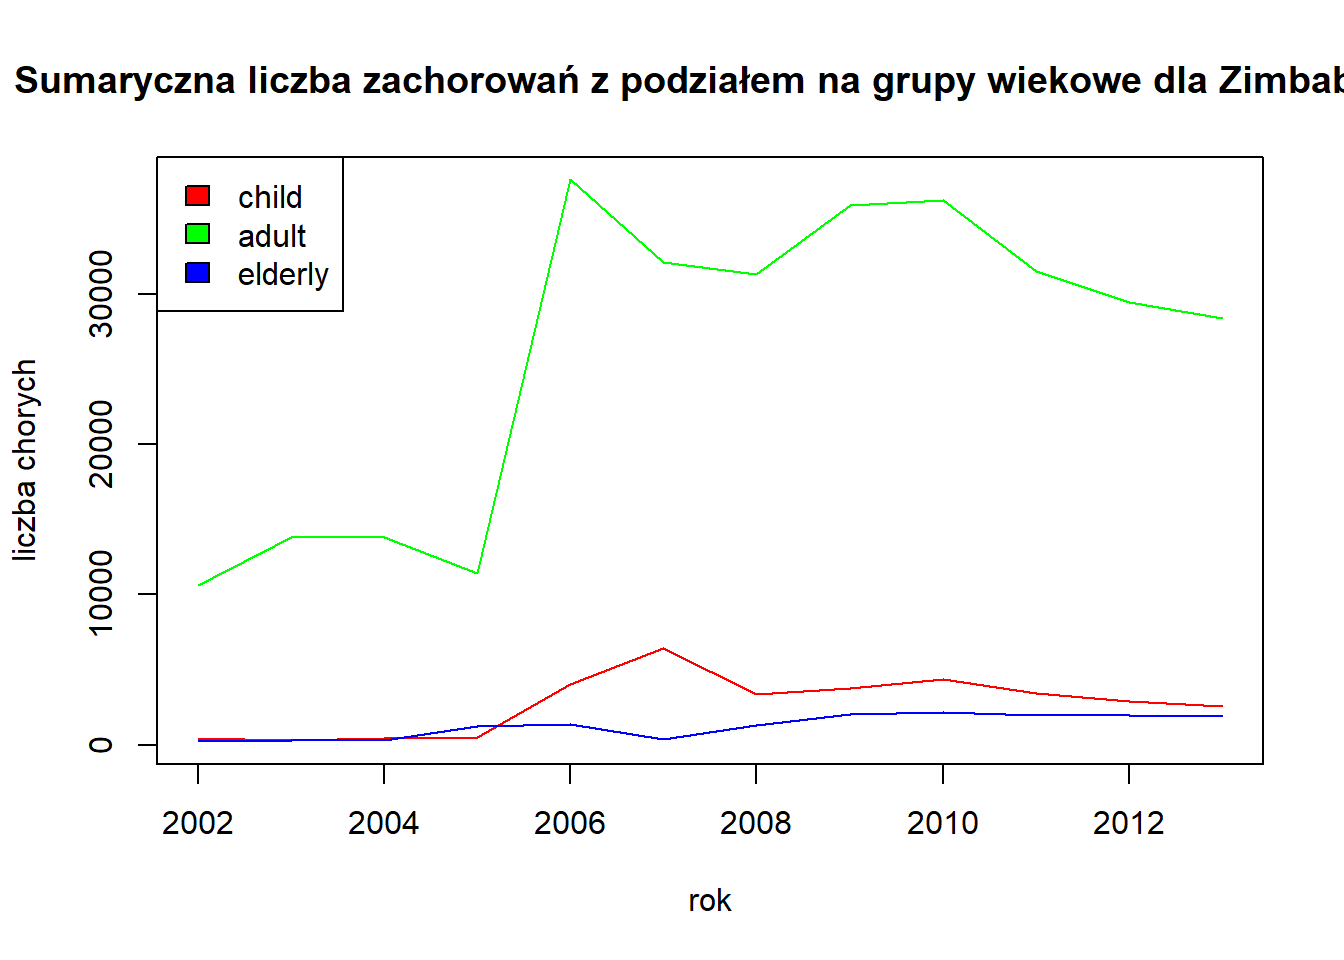 Sumaryczna liczba zachorowań z podziałem na grupy wiekowe dla Zimbab
child
adult
elderly
liczba chorych
30000
20000
10000
0
2002 2004 2006 2008 2010 2012
rok